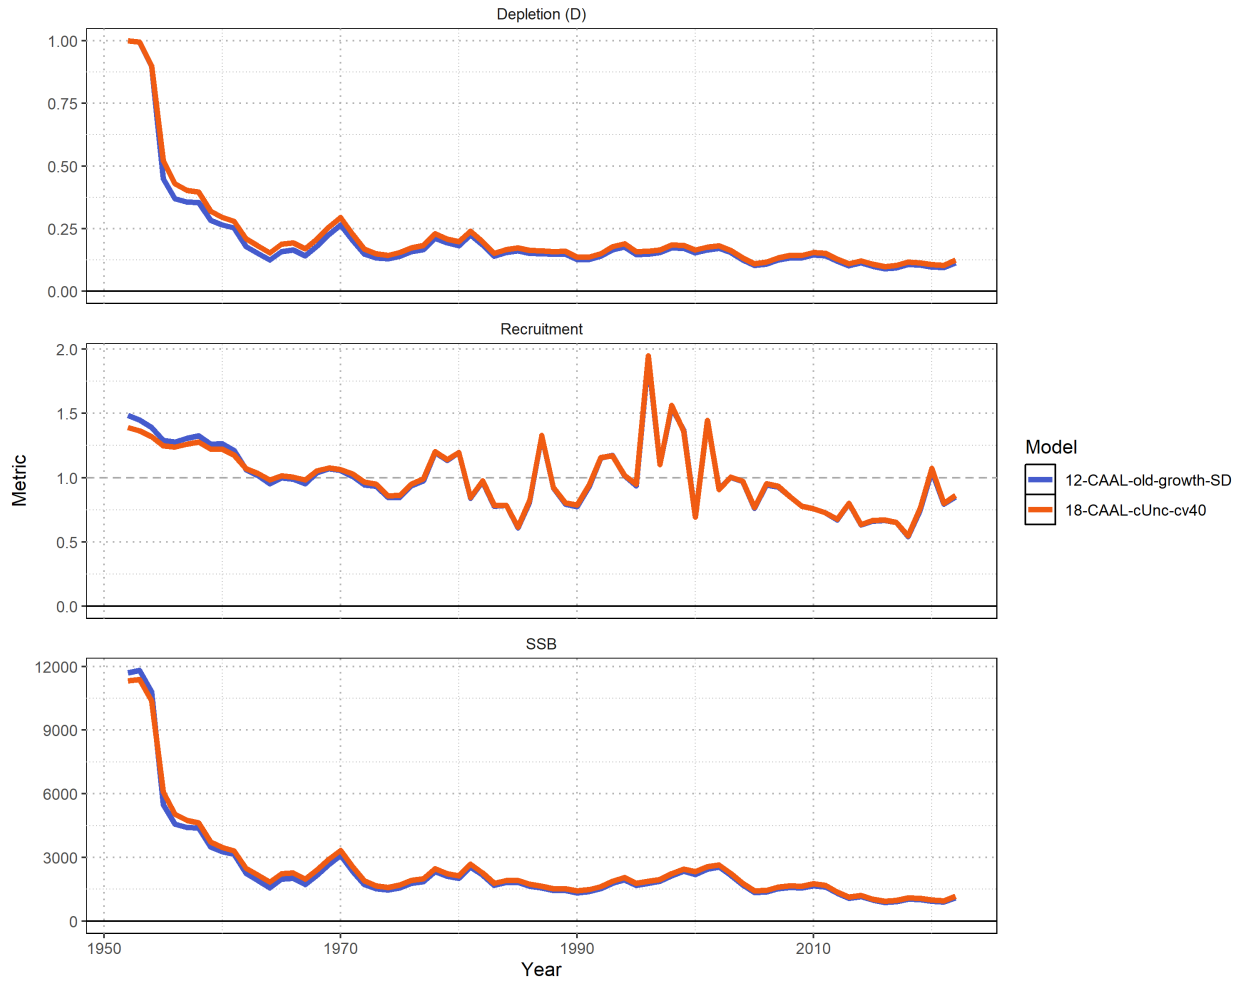 Depletion (D)
1.00
0.75
0.50
0.25
0.00
Recruitment
2.0
1.5
1.0
0.5
0.0
SSB
12000
9000
6000
3000
0
1950
1970
1990
2010
Year
Metric
Model
12-CAAL-old-growth-SD
18-CAAL-cUnc-cv40